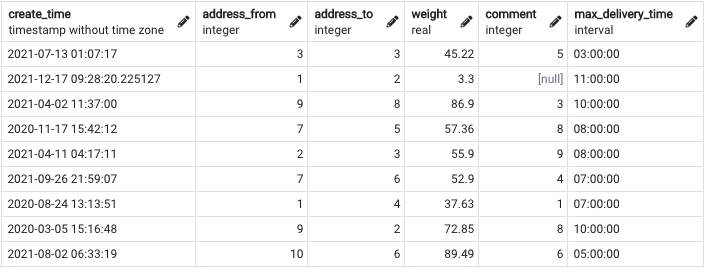 create_time address_from address_to weight comment max_delivery_time
timestamp without time zone integer integer real integer interval
2021-07-13 01:07:17 3 3 45.22 5 03:00:00
2021-12-17 09:28:20.225127 1 2 3.3 [null] 11:00:00
2021-04-02 11:37:00 9 8 86.9 3 10:00:00
2020-11-17 15:42:12 7 5 57.36 8 08:00:00
2021-04-11 04:17:11 2 3 55.9 9 08:00:00
2021-09-26 21:59:07 7 6 52.9 4 07:00:00
2020-08-24 13:13:51 1 4 37.63 1 07:00:00
2020-03-05 15:16:48 9 2 72.85 8 10:00:00
2021-08-02 06:33:19 10 6 89.49 6 05:00:00